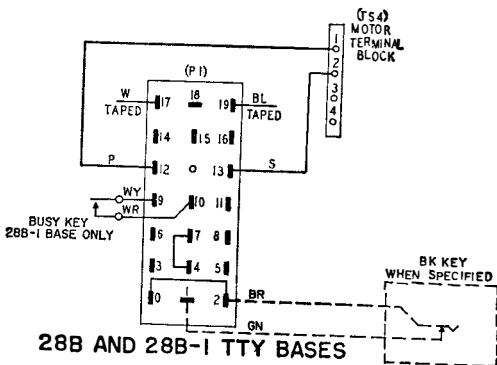 (TS4)
MOTOR
TERMINAL
BLOCK
1
2
3
4
(P1)
W
TAPED
17
18
19
BL
TAPED
14
15
16
P
12
13
S
WY
9
10
11
WR
BUSY KEY
28B-1 BASE ONLY
6
7
8
3
4
5
0
2
BR
GN
BK KEY
WHEN SPECIFIED
28B AND 28B-1 TTY BASES